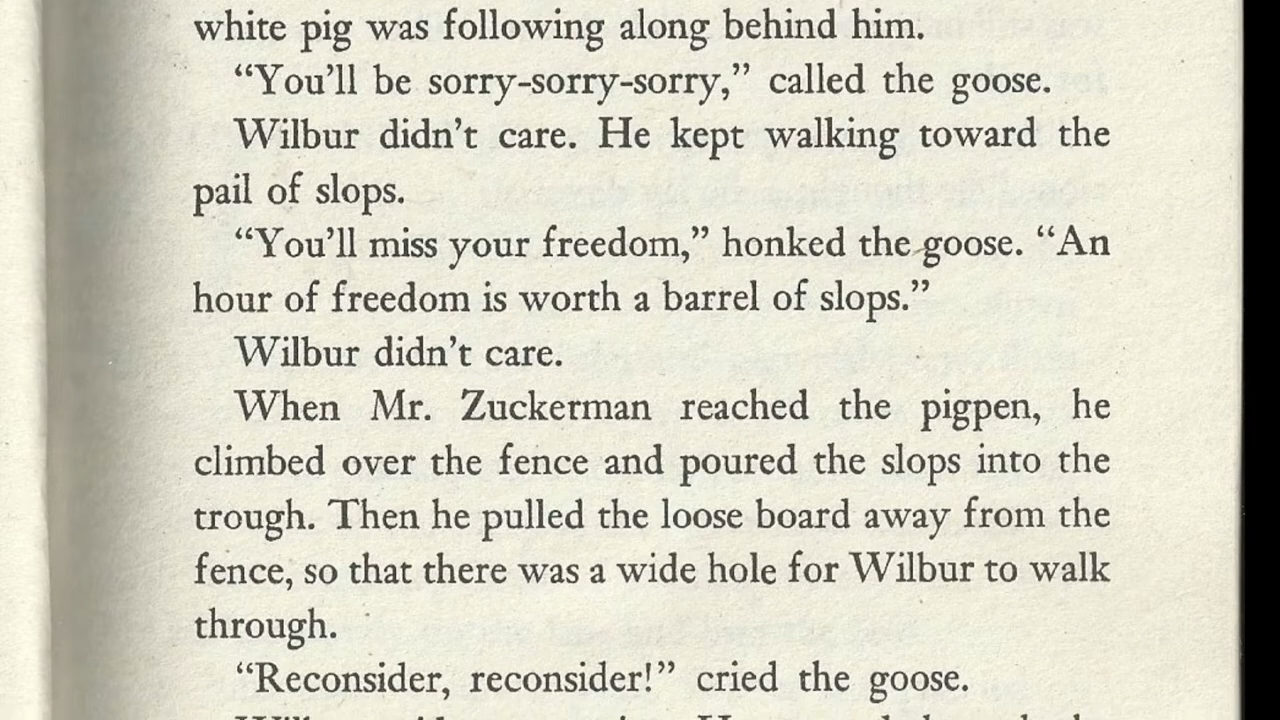 white pig was following along behind him.
“You’ll be sorry-sorry-sorry,” called the goose.
Wilbur didn’t care. He kept walking toward the
pail of slops.
“You’ll miss your freedom,” honked the goose. “An
hour of freedom is worth a barrel of slops.”
Wilbur didn’t care.
When Mr. Zuckerman reached the pigpen, he
climbed over the fence and poured the slops into the
trough. Then he pulled the loose board away from the
fence, so that there was a wide hole for Wilbur to walk
through.
“Reconsider, reconsider!” cried the goose.